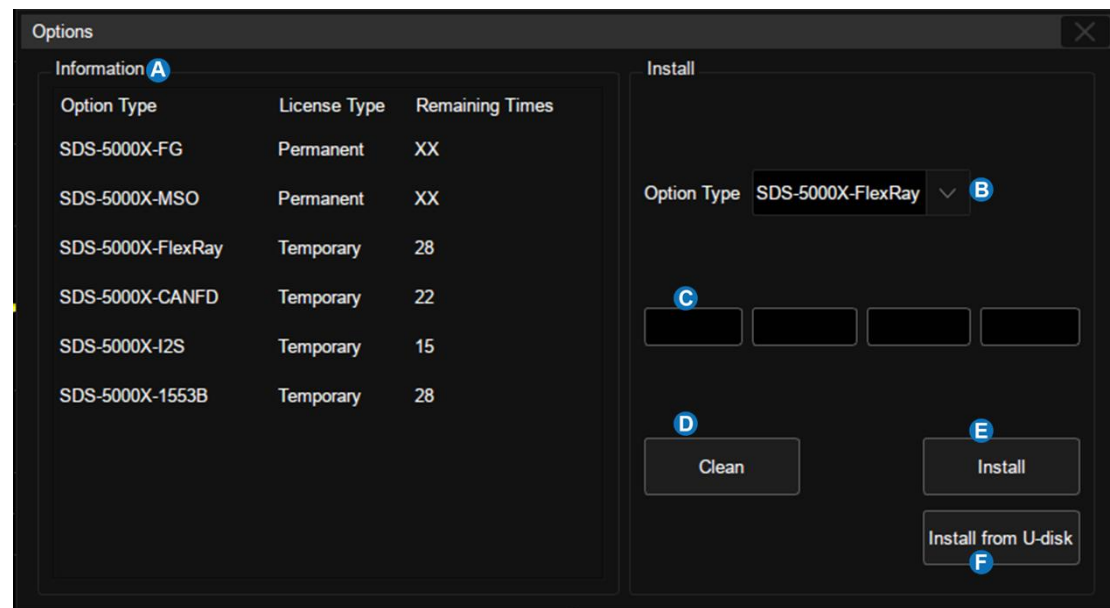 Options
Information A
Option Type License Type Remaining Times
SDS-5000X-FG Permanent XX
SDS-5000X-MSO Permanent XX
SDS-5000X-FlexRay Temporary 28
SDS-5000X-CANFD Temporary 22
SDS-5000X-I2S Temporary 15
SDS-5000X-1553B Temporary 28
Install
Option Type SDS-5000X-FlexRay B
C
D
Clean
E
Install
Install from U-disk
F